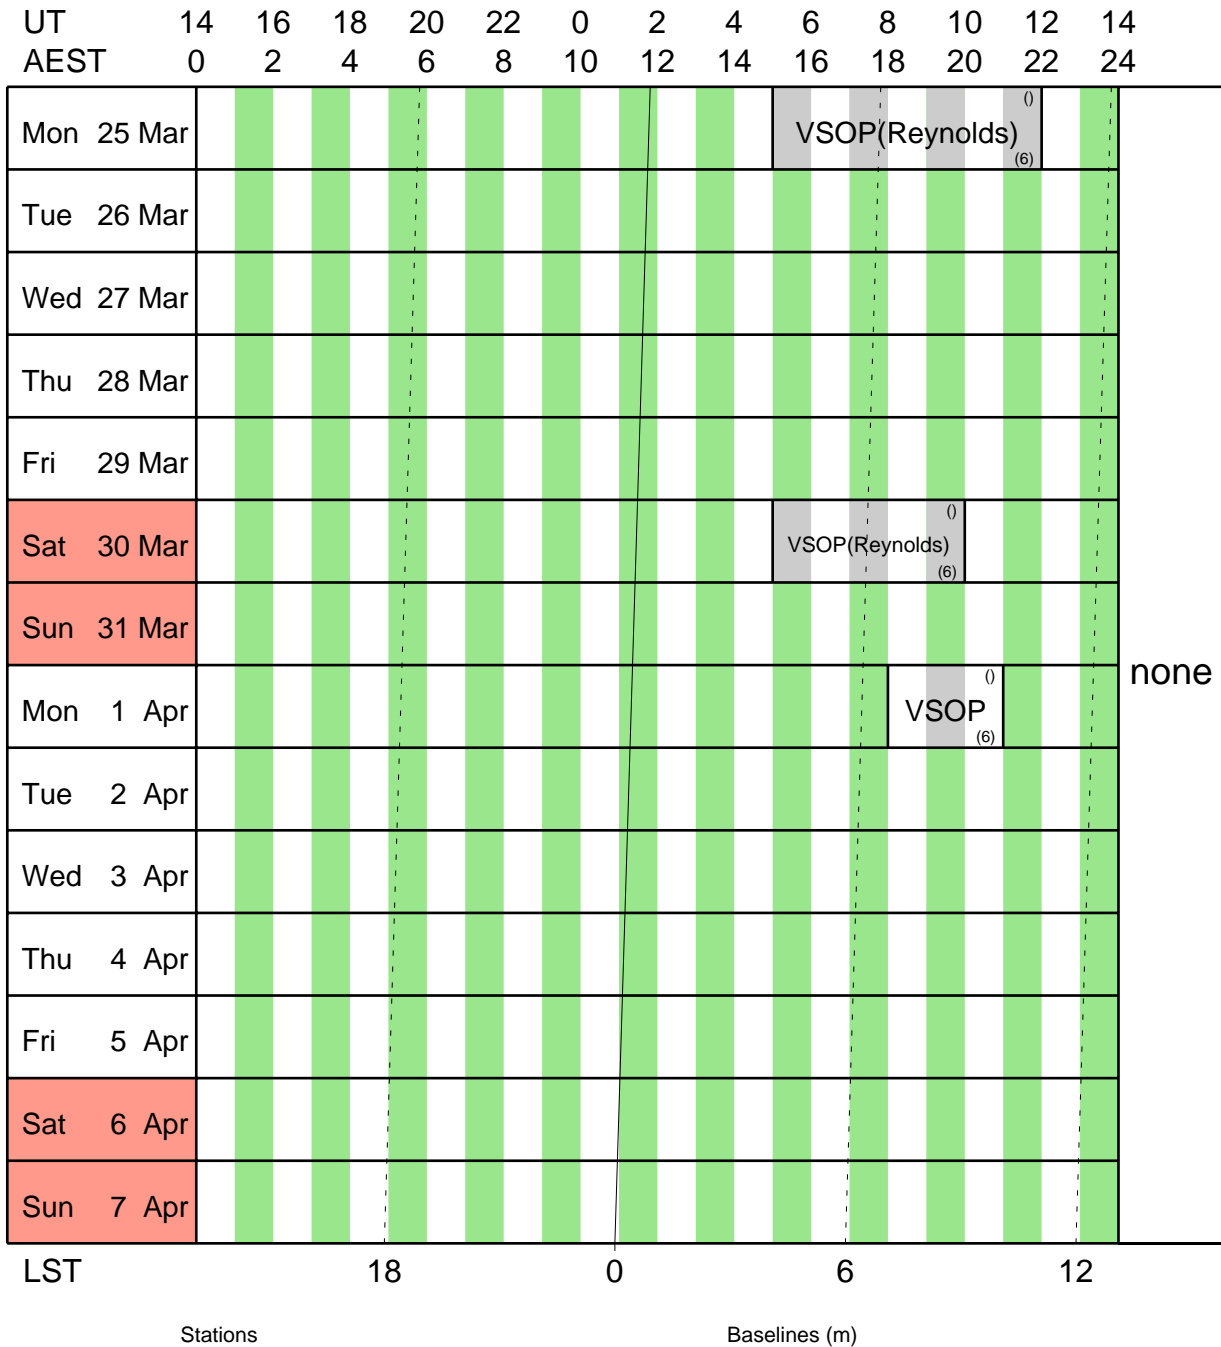 UT 14 16 18 20 22 0 2 4 6 8 10 12 14
AEST 0 2 4 6 8 10 12 14 16 18 20 22 24
()
Mon 25 Mar VSOP(Reynolds)
(6)
Tue 26 Mar
Wed 27 Mar
Thu 28 Mar
Fri 29 Mar
()
Sat 30 Mar VSOP(Reynolds)
(6)
Sun 31 Mar
none
()
Mon 1 Apr VSOP
(6)
Tue 2 Apr
Wed 3 Apr
Thu 4 Apr
Fri 5 Apr
Sat 6 Apr
Sun 7 Apr
LST 18 0 6 12
Stations Baselines (m)